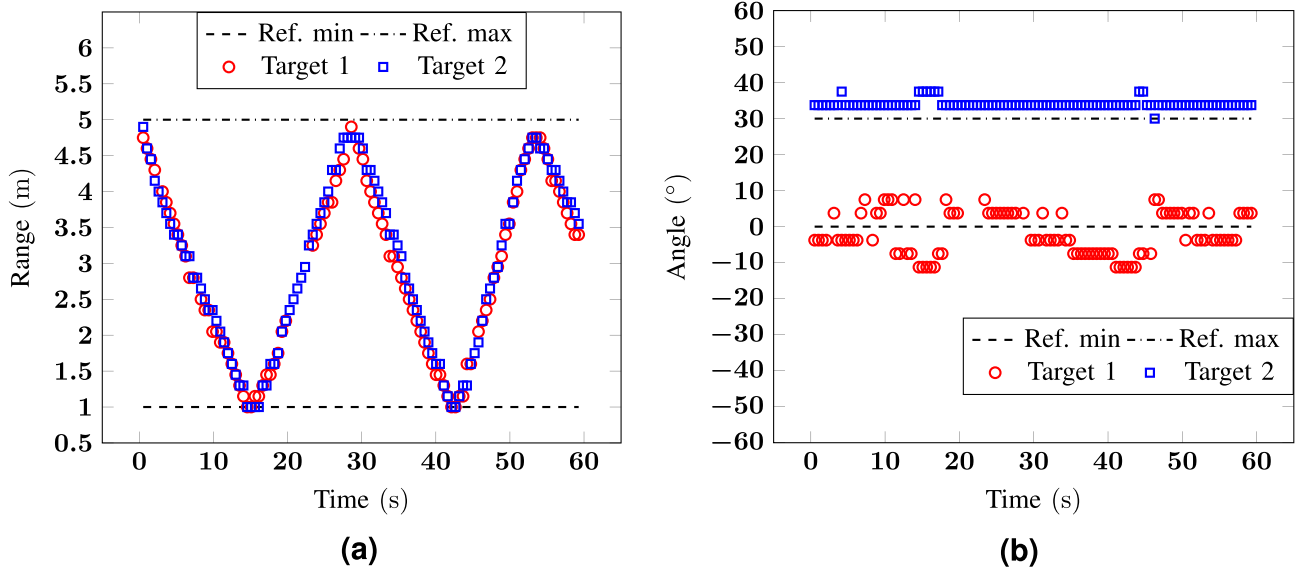 Ref. min Ref. max
Target 1 Target 2
6
5.5
5
4.5
4
3.5
3
2.5
2
1.5
1
0.5
Range (m)
0 10 20 30 40 50 60
Time (s)
(a)
60
50
40
30
20
10
0
−10
−20
−30
−40
−50
−60
Angle (°)
Ref. min Ref. max
Target 1 Target 2
0 10 20 30 40 50 60
Time (s)
(b)